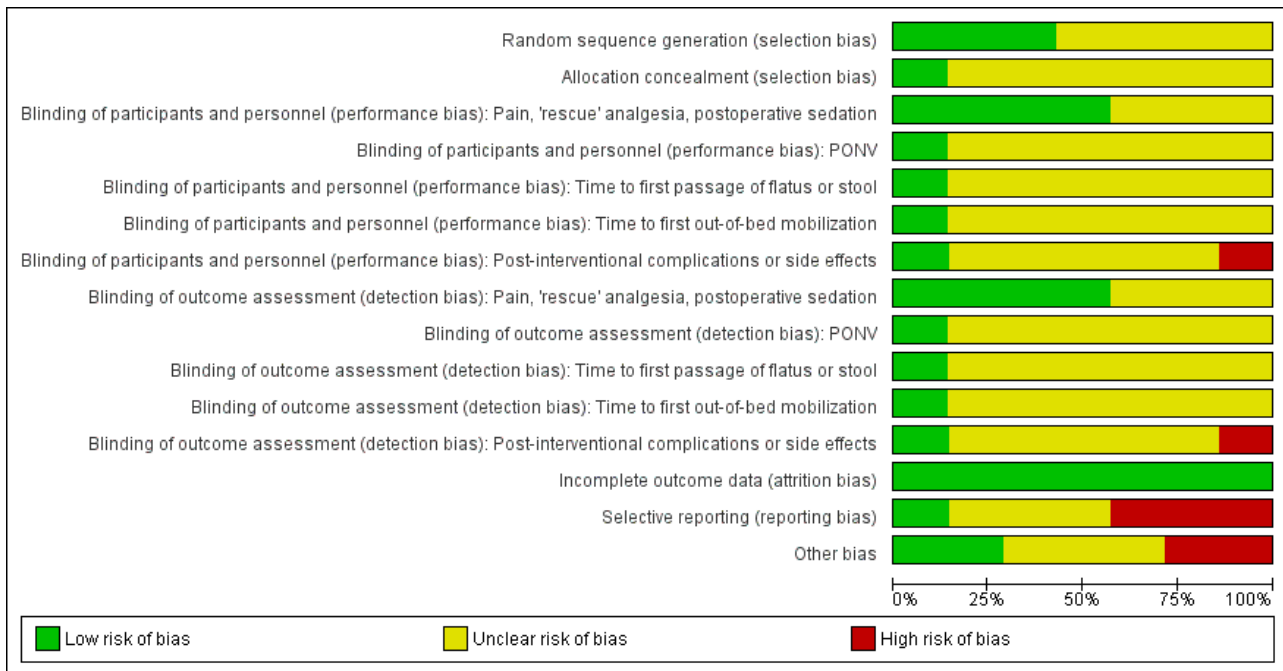 Random sequence generation (selection bias)
Allocation concealment (selection bias)
Blinding of participants and personnel (performance bias): Pain, 'rescue' analgesia, postoperative sedation
Blinding of participants and personnel (performance bias): PONV
Blinding of participants and personnel (performance bias): Time to first passage of flatus or stool
Blinding of participants and personnel (performance bias): Time to first out-of-bed mobilization
Blinding of participants and personnel (performance bias): Post-interventional complications or side effects
Blinding of outcome assessment (detection bias): Pain, 'rescue' analgesia, postoperative sedation
Blinding of outcome assessment (detection bias): PONV
Blinding of outcome assessment (detection bias): Time to first passage of flatus or stool
Blinding of outcome assessment (detection bias): Time to first out-of-bed mobilization
Blinding of outcome assessment (detection bias): Post-interventional complications or side effects
Incomplete outcome data (attrition bias)
Selective reporting (reporting bias)
Other bias
0% 25% 50% 75% 100%
Low risk of bias Unclear risk of bias High risk of bias